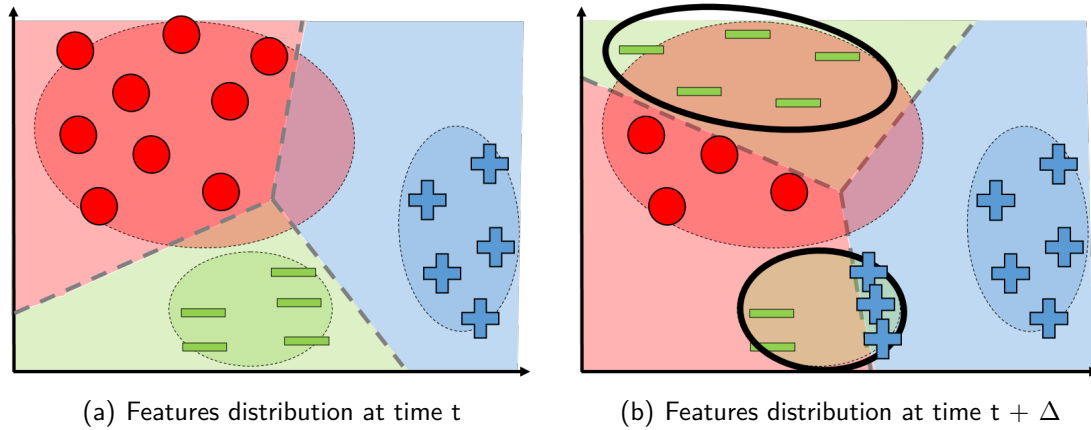 (a) Features distribution at time t
(b) Features distribution at time t + Δ